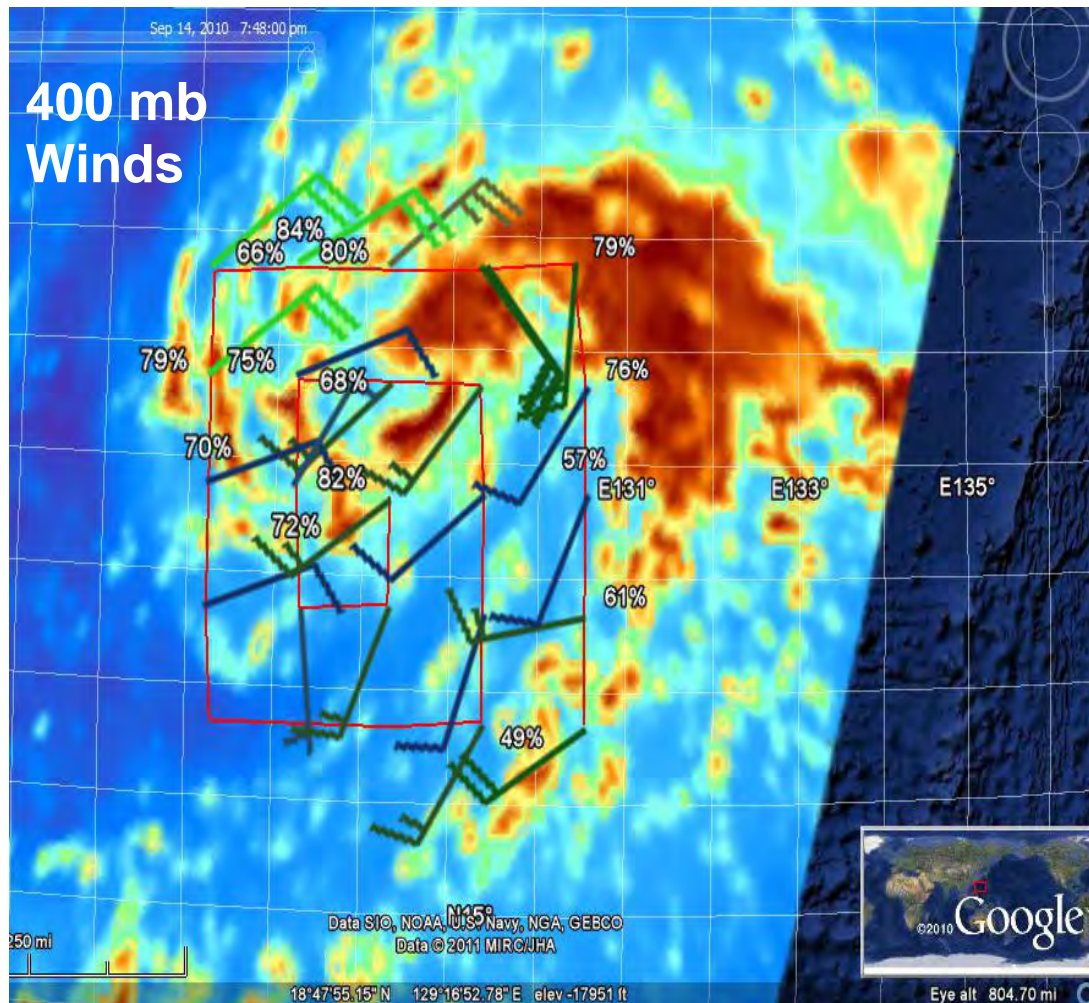 Sep 14, 2010 7:48:00 pm
400 mb
Winds
84%
66%
80%
79%
79%
75%
76%
68%
70%
57%
82%
E131°
E133°
E135°
72%
61%
49%
N15°
Data SIO, NOAA, U.S. Navy, NGA, GEBCO
Data © 2011 MIRC/JHA
©2010 Google
250 mi
18°47'55.15" N 129°16'52.78" E elev -17951 ft
Eye alt 804.70 mi